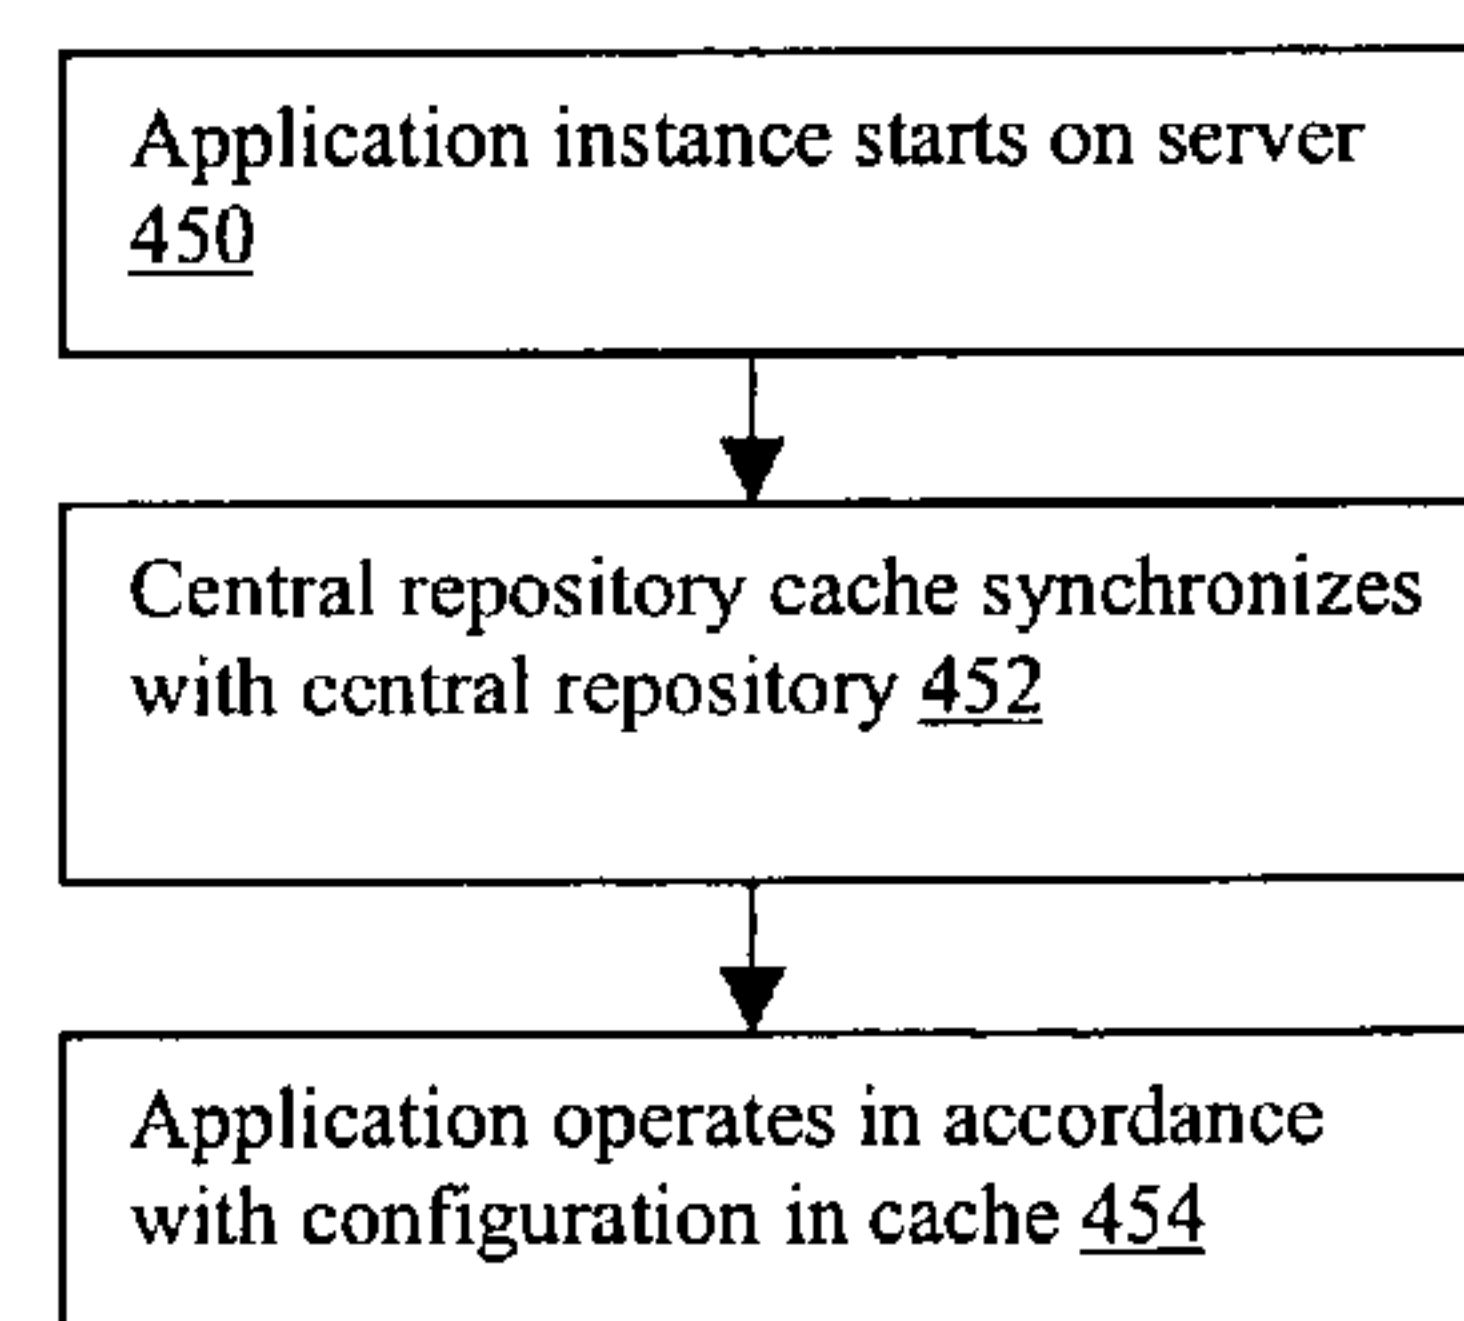 Application instance starts on server
450
Central repository cache synchronizes
with central repository 452
Application operates in accordance
with configuration in cache 454